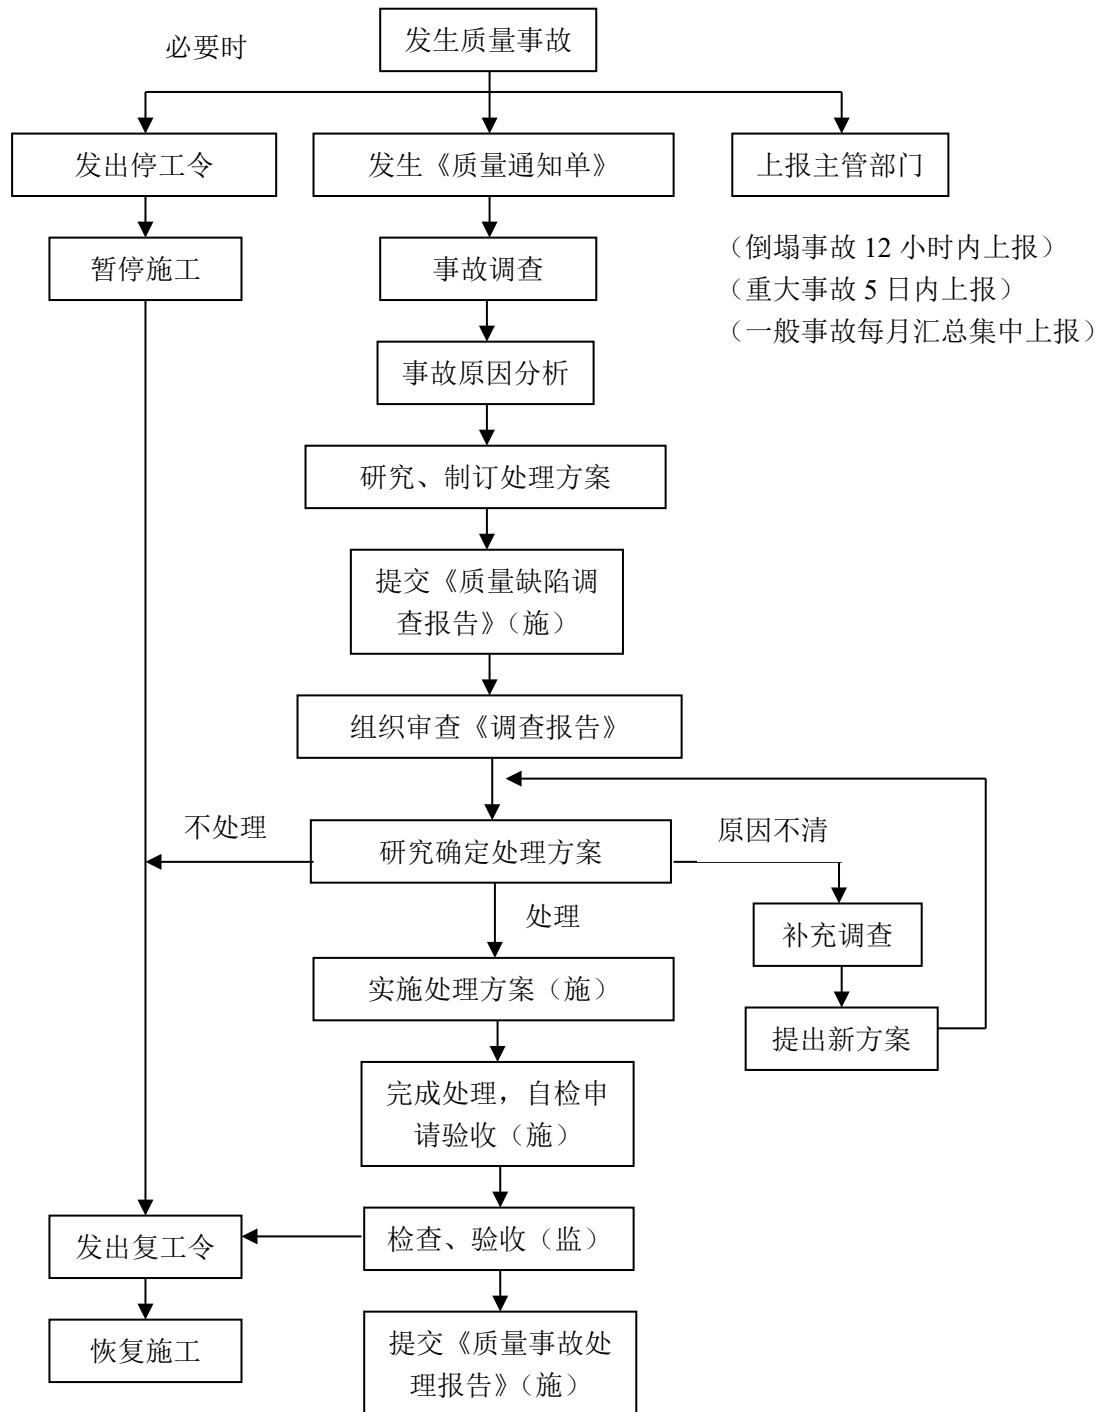 必要时
发生质量事故
发出停工令
发生《质量通知单》
上报主管部门
暂停施工
事故调查
（倒塌事故 12 小时内上报）
（重大事故 5 日内上报）
（一般事故每月汇总集中上报）
事故原因分析
研究、制订处理方案
提交《质量缺陷调
查报告》（施）
组织审查《调查报告》
不处理
研究确定处理方案
原因不清
处理
补充调查
实施处理方案（施）
提出新方案
完成处理，自检申
请验收（施）
发出复工令
检查、验收（监）
恢复施工
提交《质量事故处
理报告》（施）